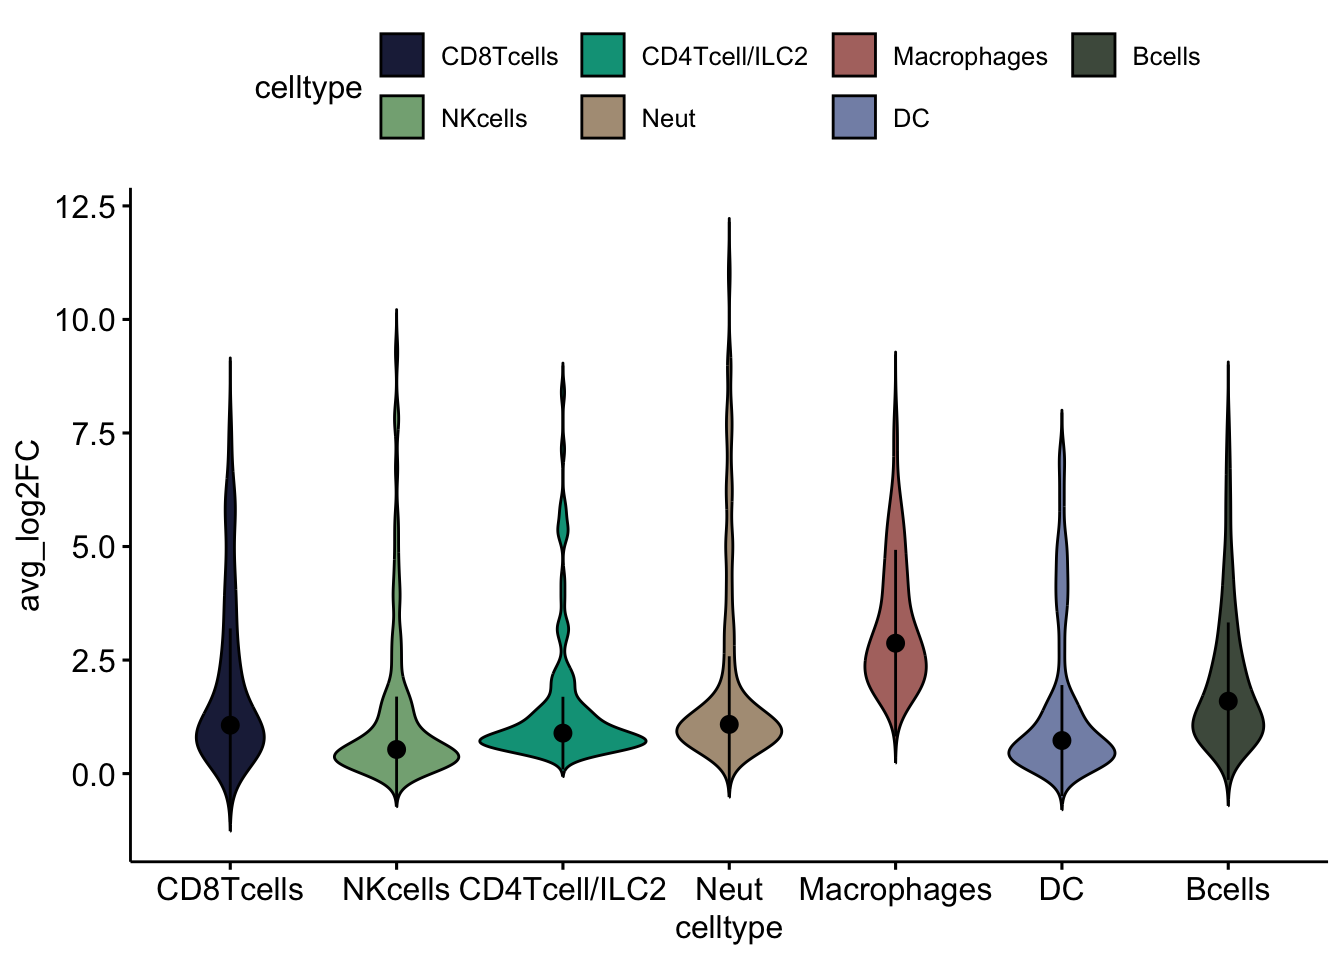 celltype
CD8Tcells CD4Tcell/ILC2 Macrophages Bcells
NKcells Neut DC
avg_log2FC
12.5
10.0
7.5
5.0
2.5
0.0
CD8Tcells NKcells CD4Tcell/ILC2 Neut Macrophages DC Bcells
celltype